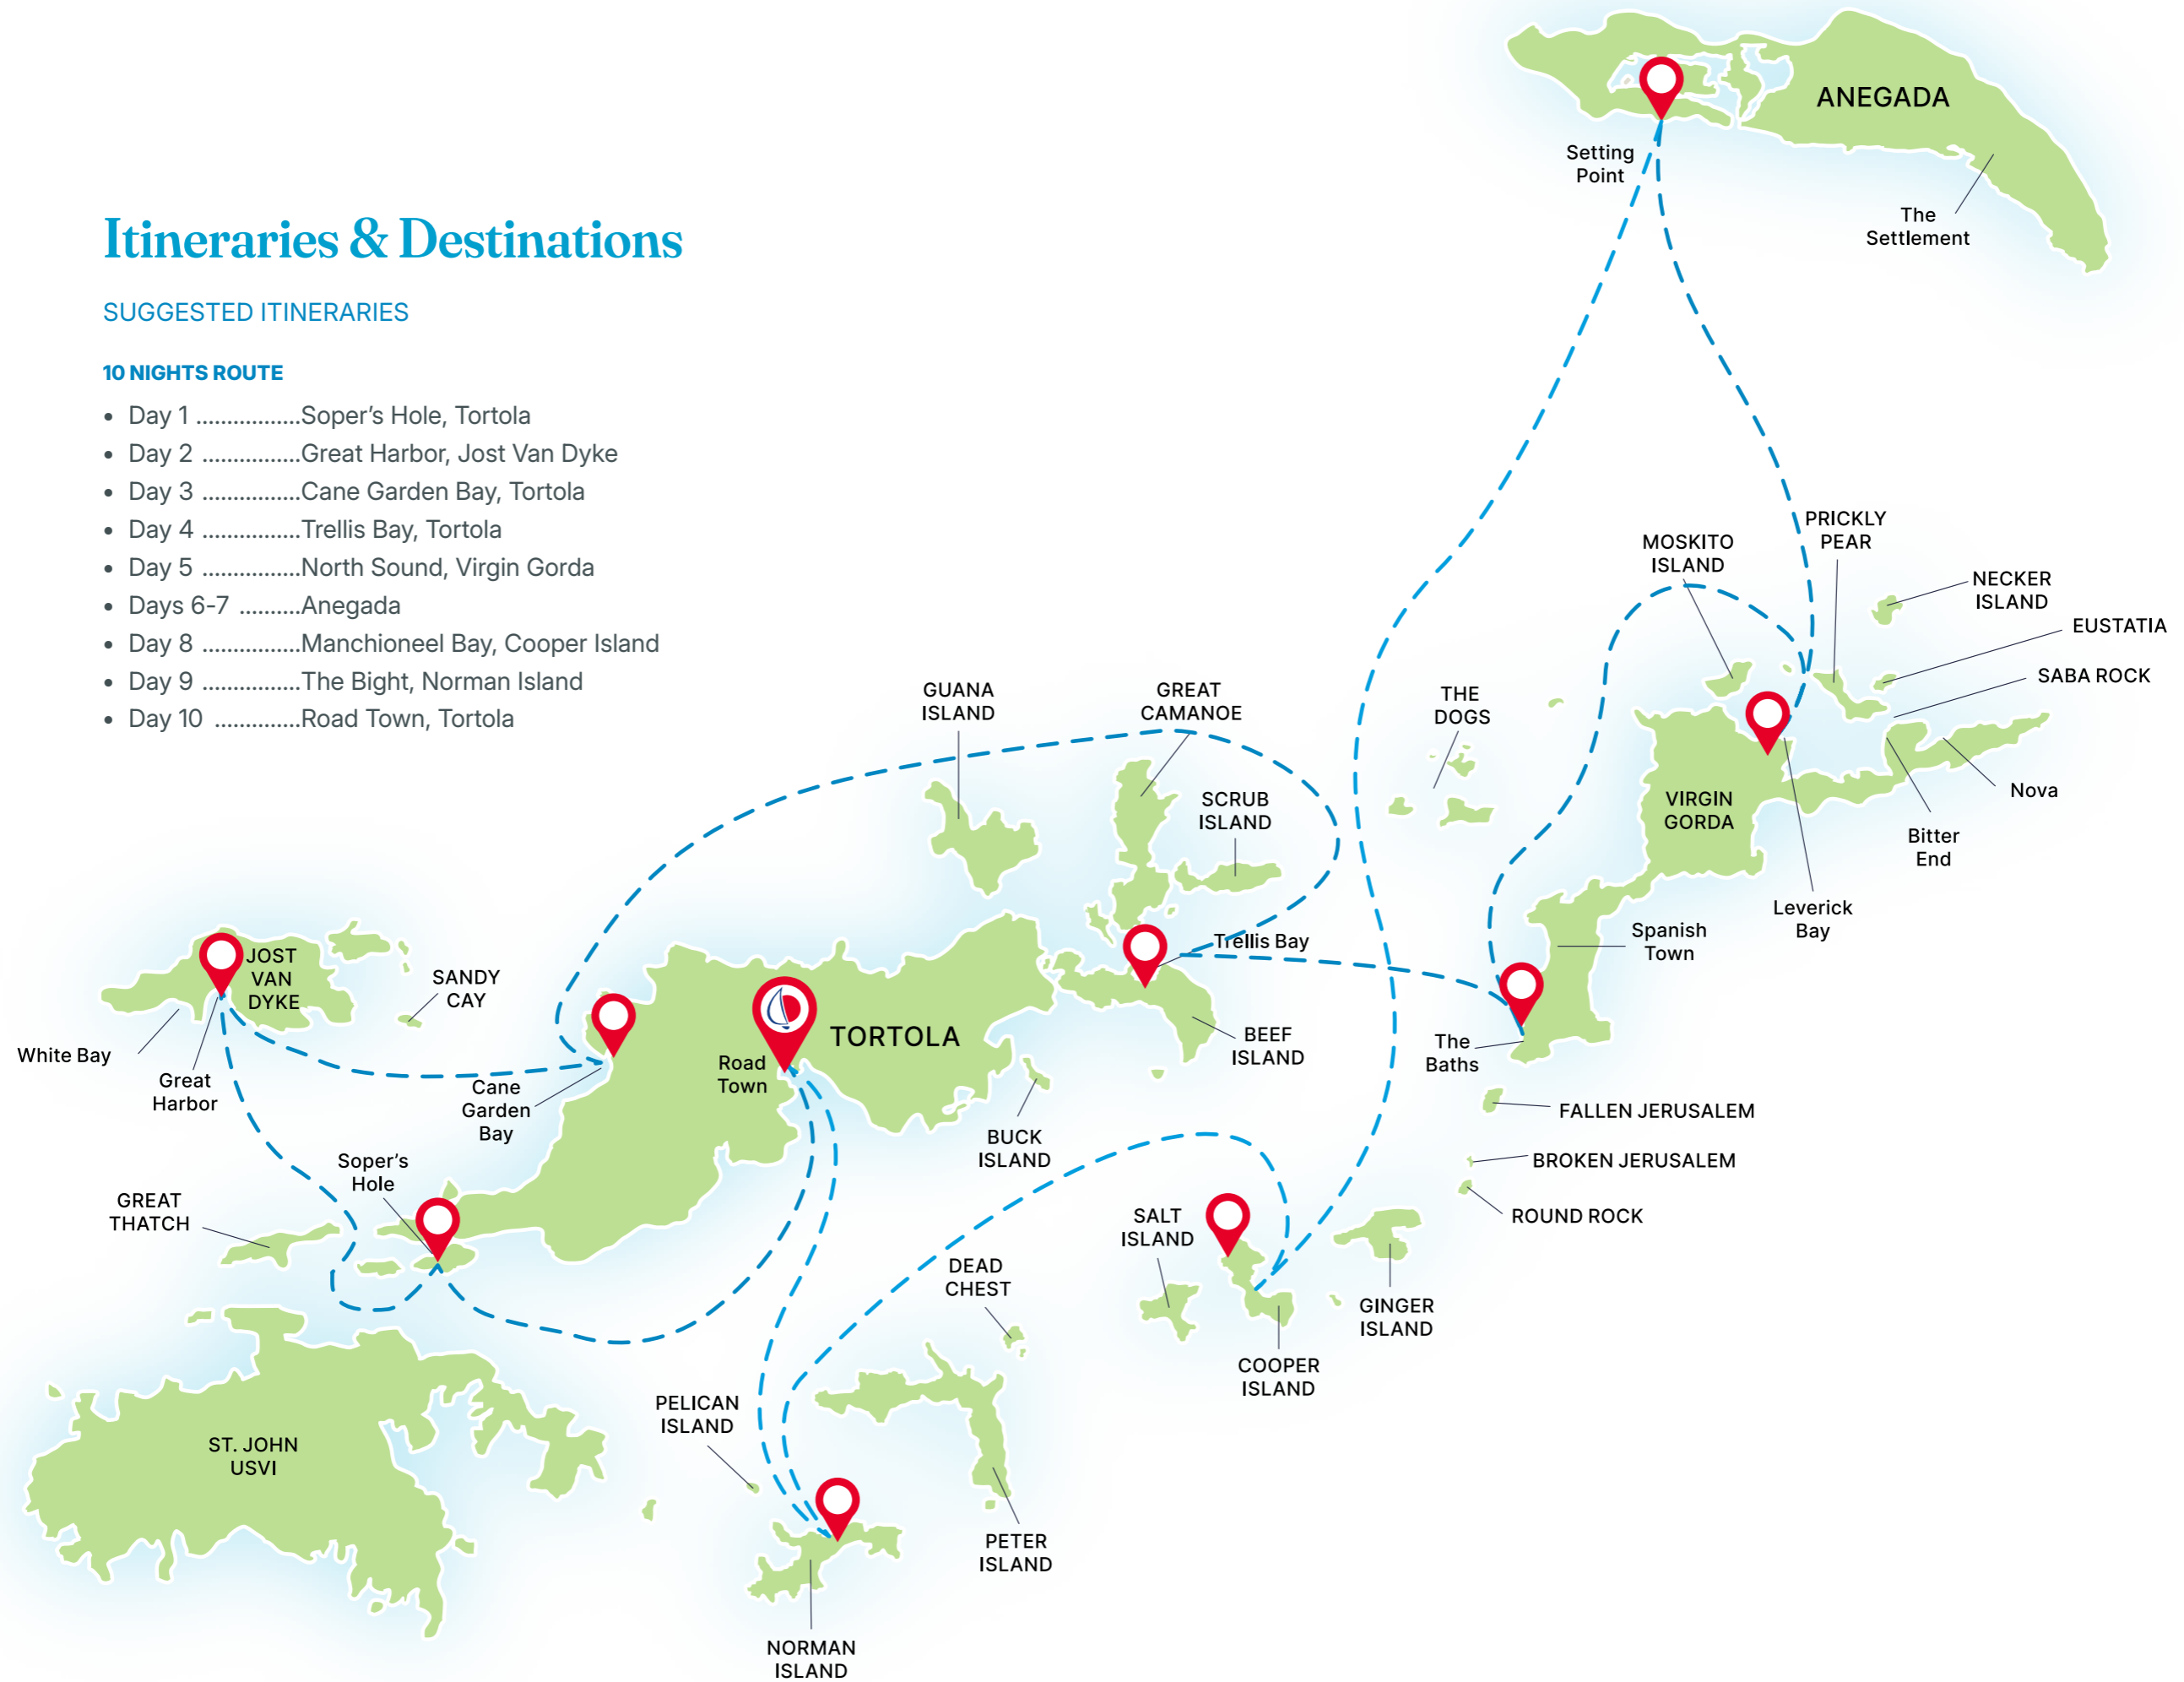 Itineraries & Destinations
SUGGESTED ITINERARIES
10 NIGHTS ROUTE
• Day 1 .................Soper’s Hole, Tortola
• Day 2 ................Great Harbor, Jost Van Dyke
• Day 3 ................Cane Garden Bay, Tortola
• Day 4 ................Trellis Bay, Tortola
• Day 5 ................North Sound, Virgin Gorda
• Days 6-7 ..........Anegada
• Day 8 ................Manchioneel Bay, Cooper Island
• Day 9 ................The Bight, Norman Island
• Day 10 ..............Road Town, Tortola
ANEGADA
Setting
Point
The
Settlement
MOSKITO
ISLAND
PRICKLY
PEAR
NECKER
ISLAND
EUSTATIA
SABA ROCK
GUANA
ISLAND
GREAT
CAMANOE
THE
DOGS
SCRUB
ISLAND
VIRGIN
GORDA
Nova
Bitter
End
Leverick
Bay
Spanish
Town
Trellis Bay
JOST
VAN
DYKE
SANDY
CAY
White Bay
Great
Harbor
Cane
Garden
Bay
Road
Town
TORTOLA
BEEF
ISLAND
The
Baths
BUCK
ISLAND
FALLEN JERUSALEM
BROKEN JERUSALEM
ROUND ROCK
Soper’s
Hole
GREAT
THATCH
SALT
ISLAND
DEAD
CHEST
GINGER
ISLAND
COOPER
ISLAND
PELICAN
ISLAND
ST. JOHN
USVI
PETER
ISLAND
NORMAN
ISLAND